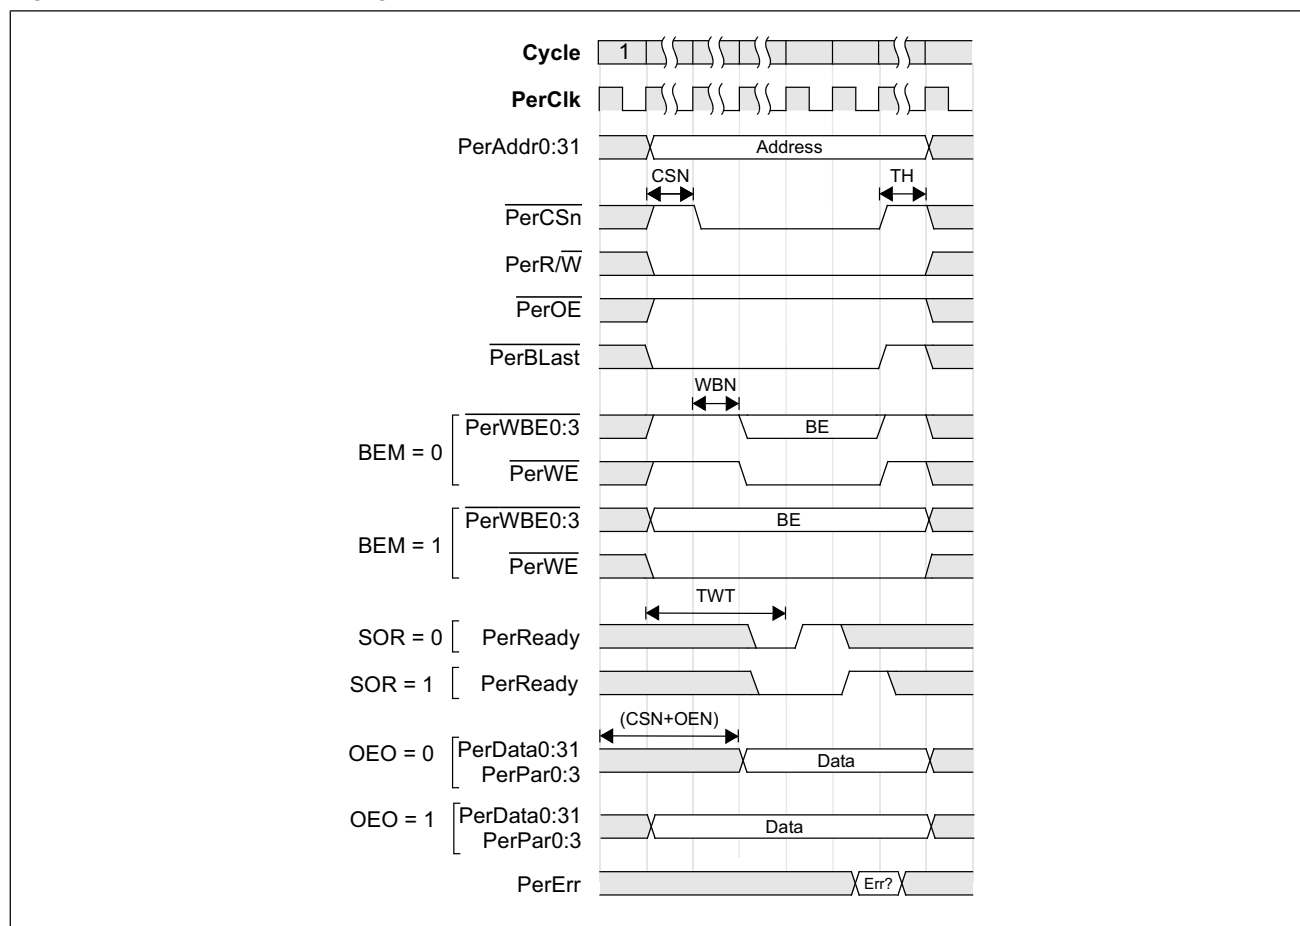 Cycle 1
PerClk
PerAddr0:31 Address
CSN TH
PerCSn
PerR/W
PerOE
PerBLast
WBN
BEM = 0 PerWBE0:3 BE
PerWE
BEM = 1 PerWBE0:3 BE
PerWE
TWT
SOR = 0 PerReady
SOR = 1 PerReady
(CSN+OEN)
OEO = 0 PerData0:31 Data
PerPar0:3
OEO = 1 PerData0:31 Data
PerPar0:3
PerErr Err?